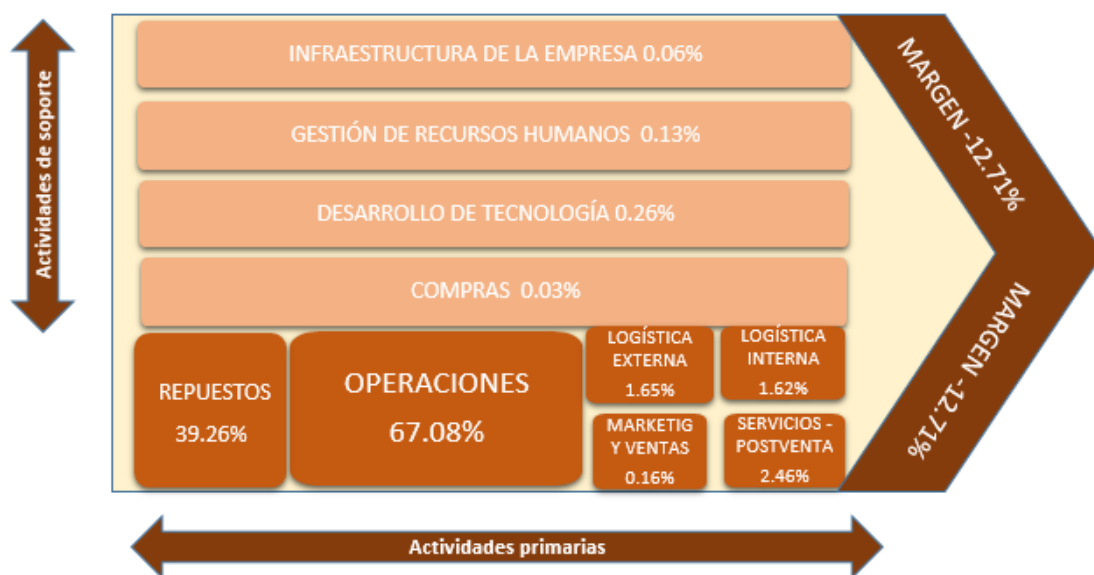 Actividades de soporte
INFRAESTRUCTURA DE LA EMPRESA 0.06%
GESTIÓN DE RECURSOS HUMANOS 0.13%
DESARROLLO DE TECNOLOGÍA 0.26%
COMPRAS 0.03%
REPUESTOS
39.26%
OPERACIONES
67.08%
LOGÍSTICA
EXTERNA
1.65%
LOGÍSTICA
INTERNA
1.62%
MARKETIG
Y VENTAS
0.16%
SERVICIOS -
POSTVENTA
2.46%
MARGEN -12.71%
MARGEN -12.71%
Actividades primarias